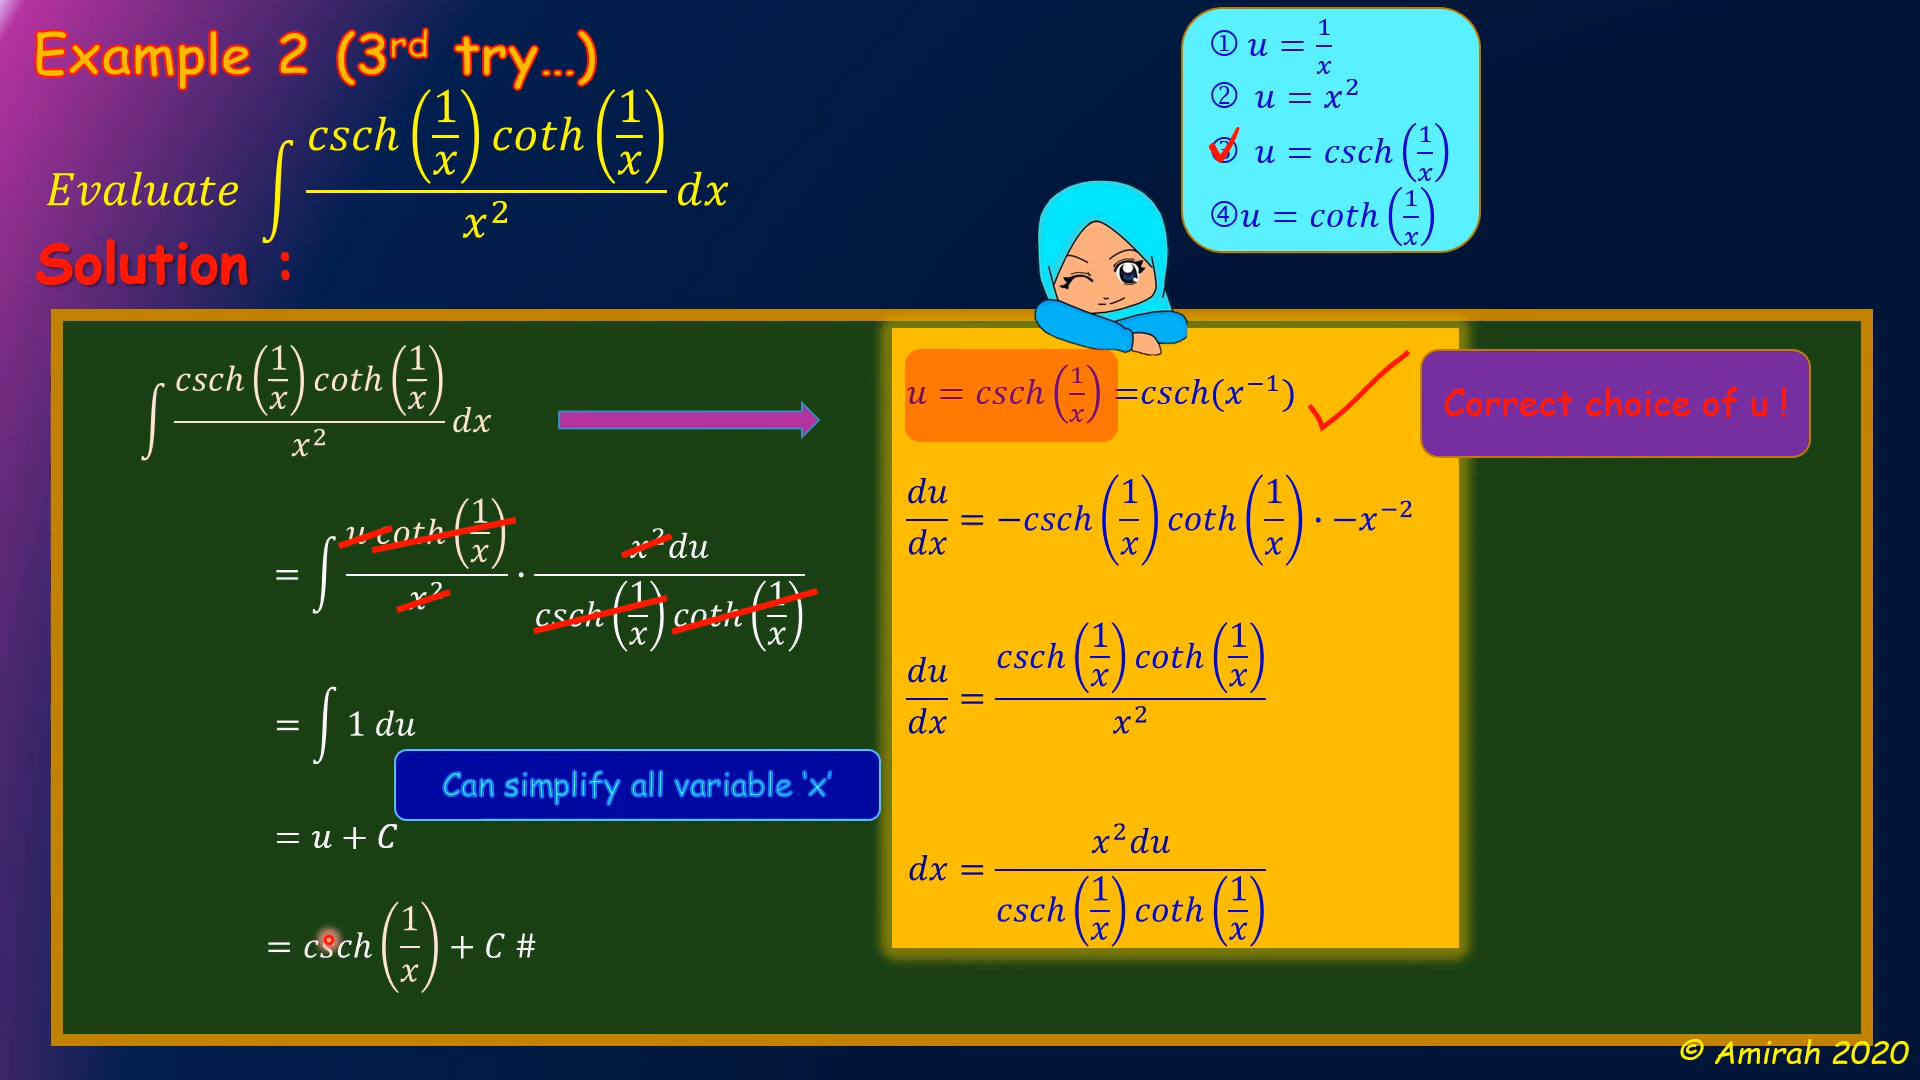 Example 2 (3rd try...)
① u = 1/x
② u = x²
③ u = csch(1/x)
④ u = coth(1/x)
Evaluate ∫ csch(1/x) coth(1/x) / x² dx
Solution :
∫ csch(1/x) coth(1/x) / x² dx
= ∫ u coth(1/x) / x² · x² du / csch(1/x) coth(1/x)
= ∫ 1 du
Can simplify all variable 'x'
= u + C
= csch(1/x) + C #
u = csch(1/x) =csch(x⁻¹)
Correct choice of u !
du/dx = −csch(1/x) coth(1/x) · −x⁻²
du/dx = csch(1/x) coth(1/x) / x²
dx = x² du / csch(1/x) coth(1/x)
© Amirah 2020